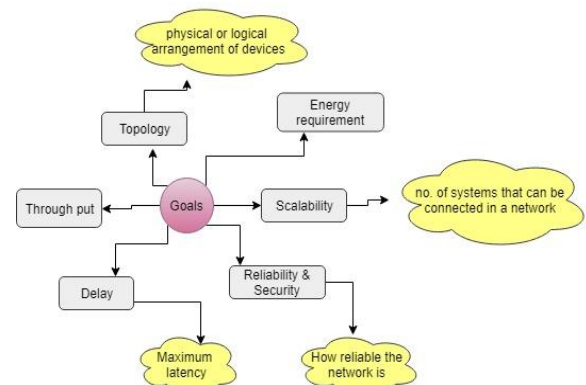 physical or logical
arrangement of devices
Energy
requirement
Topology
Through put
Goals
Scalability
no. of systems that can be
connected in a network
Delay
Reliability &
Security
Maximum
latency
How reliable the
network is